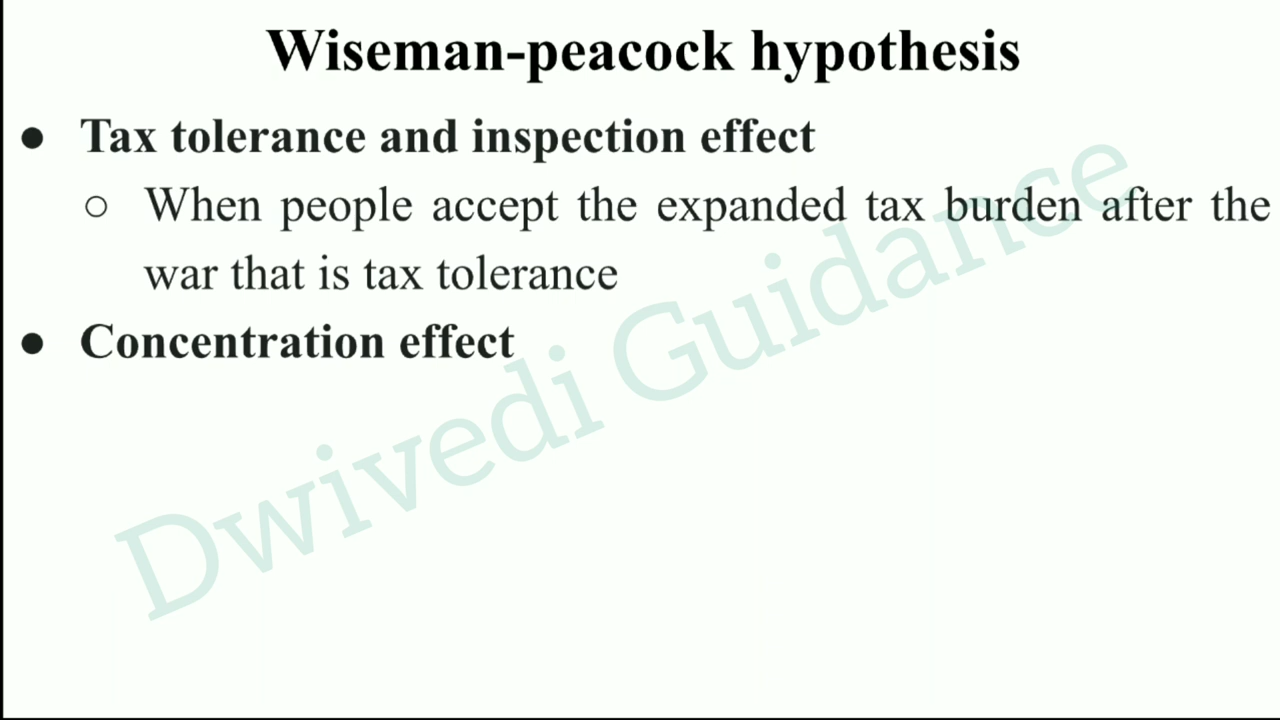 Wiseman-peacock hypothesis
● Tax tolerance and inspection effect
○ When people accept the expanded tax burden after the
war that is tax tolerance
● Concentration effect
Dwivedi Guidance